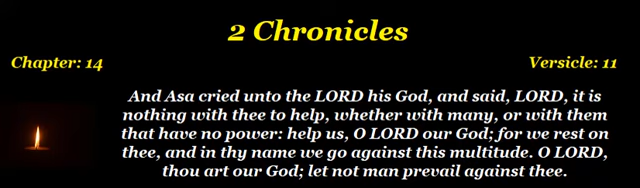 2 Chronicles
Chapter: 14
Versicle: 11
And Asa cried unto the LORD his God, and said, LORD, it is
nothing with thee to help, whether with many, or with them
that have no power: help us, O LORD our God; for we rest on
thee, and in thy name we go against this multitude. O LORD,
thou art our God; let not man prevail against thee.